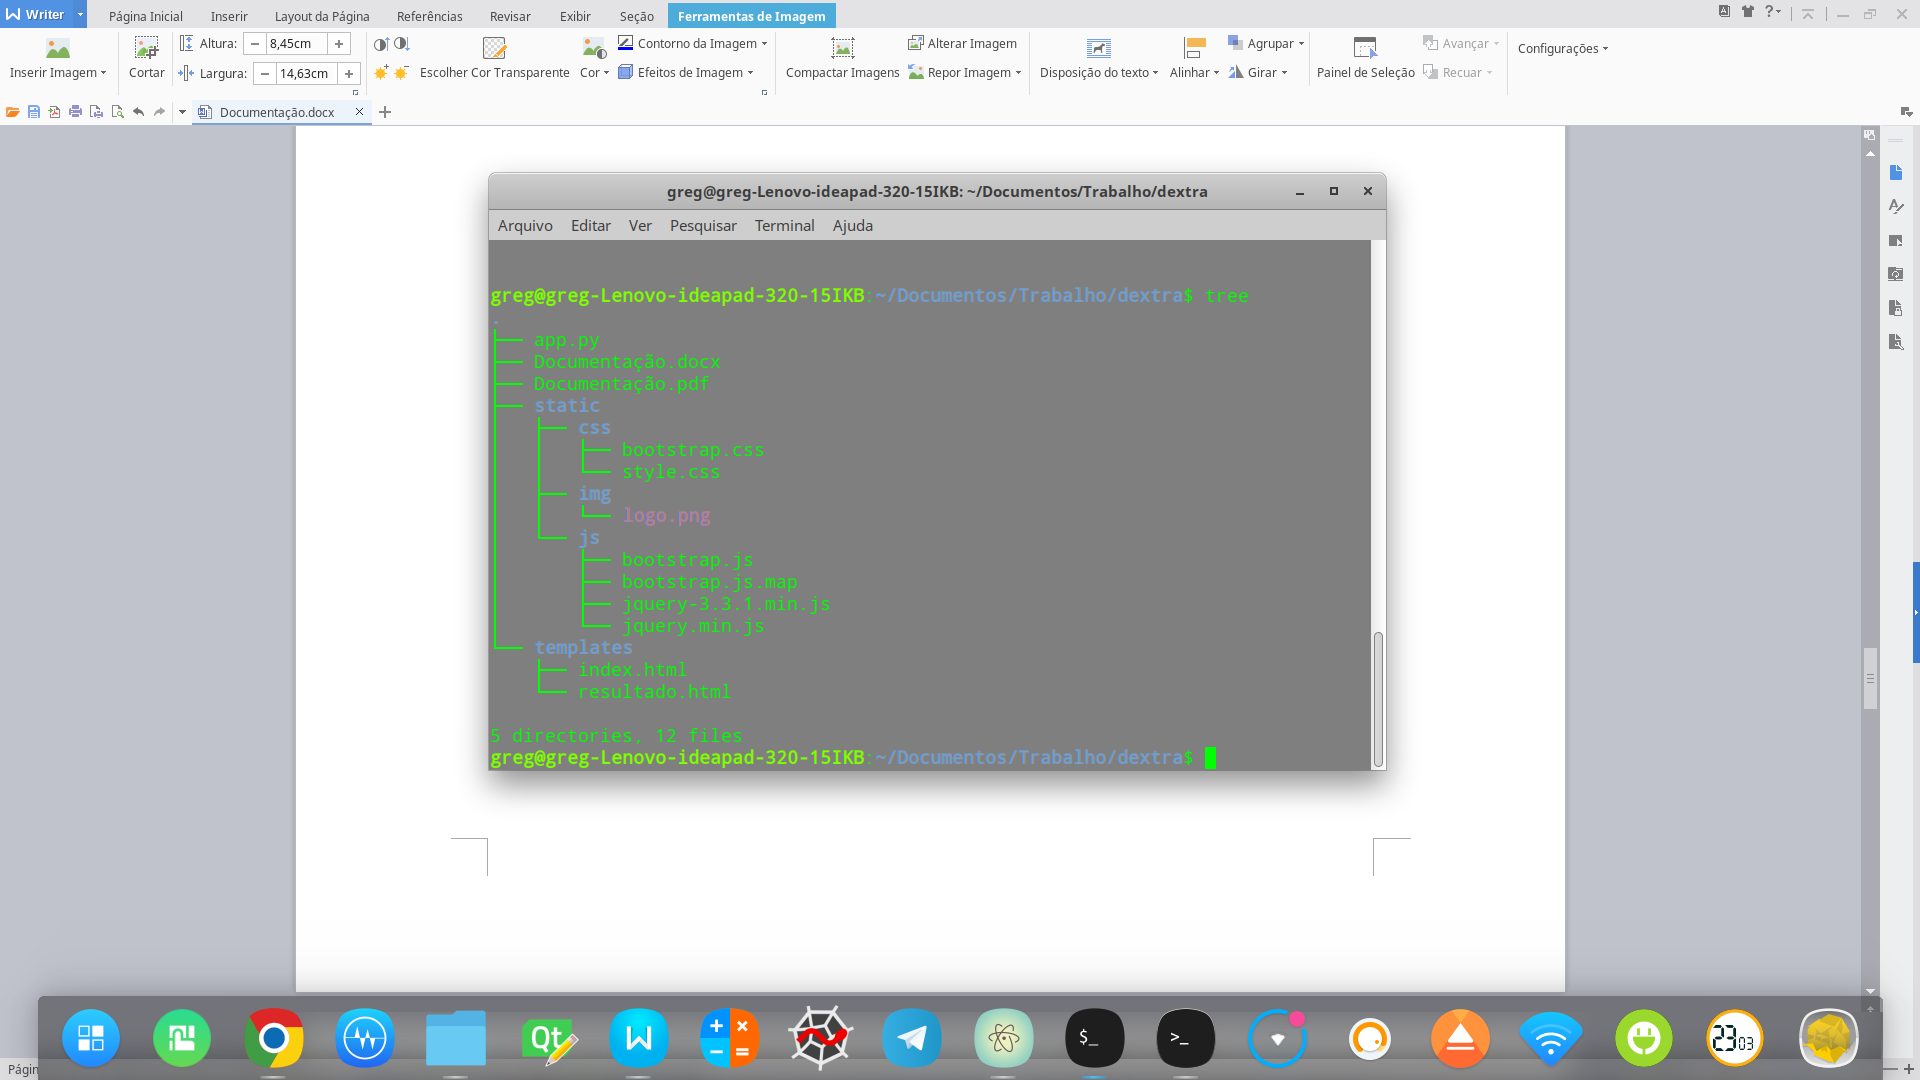 Writer Página Inicial Inserir Layout da Página Referências Revisar Exibir Seção Ferramentas de Imagem
Inserir Imagem Cortar Altura: 8,45cm
Largura: 14,63cm
Escolher Cor Transparente Cor
Contorno da Imagem
Efeitos de Imagem
Compactar Imagens
Alterar Imagem
Repor Imagem
Disposição do texto Alinhar
Agrupar
Girar
Painel de Seleção
Avançar
Recuar
Configurações
Documentação.docx
greg@greg-Lenovo-ideapad-320-15IKB: ~/Documentos/Trabalho/dextra
Arquivo Editar Ver Pesquisar Terminal Ajuda
greg@greg-Lenovo-ideapad-320-15IKB:~/Documentos/Trabalho/dextra$ tree
.
├── app.py
├── Documentação.docx
├── Documentação.pdf
├── static
│   ├── css
│   │   ├── bootstrap.css
│   │   └── style.css
│   ├── img
│   │   └── logo.png
│   └── js
│       ├── bootstrap.js
│       ├── bootstrap.js.map
│       ├── jquery-3.3.1.min.js
│       └── jquery.min.js
└── templates
    ├── index.html
    └── resultado.html
5 directories, 12 files
greg@greg-Lenovo-ideapad-320-15IKB:~/Documentos/Trabalho/dextra$
Qt
$_
>_
23 03
Págin